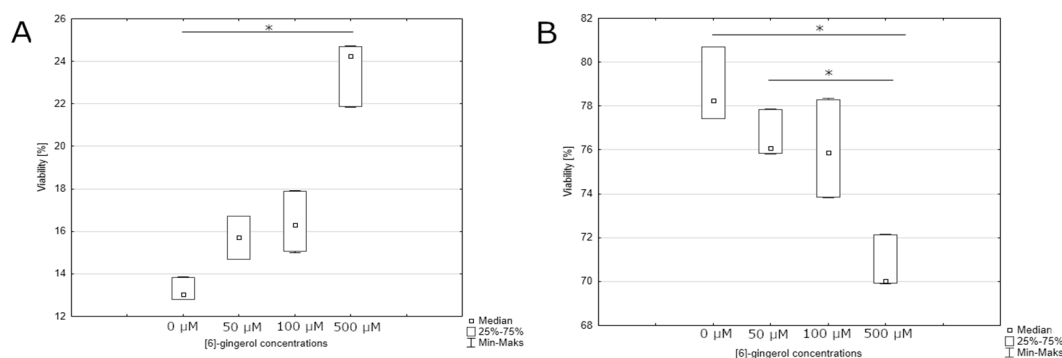 A
26
24
22
20
18
16
14
12
Viability [%]
*
0 μM 50 μM 100 μM 500 μM
[6]-gingerol concentrations
Median
25%-75%
Min-Maks
B
82
80
78
76
74
72
70
68
Viability [%]
*
*
0 μM 50 μM 100 μM 500 μM
[6]-gingerol concentrations
Median
25%-75%
Min-Maks